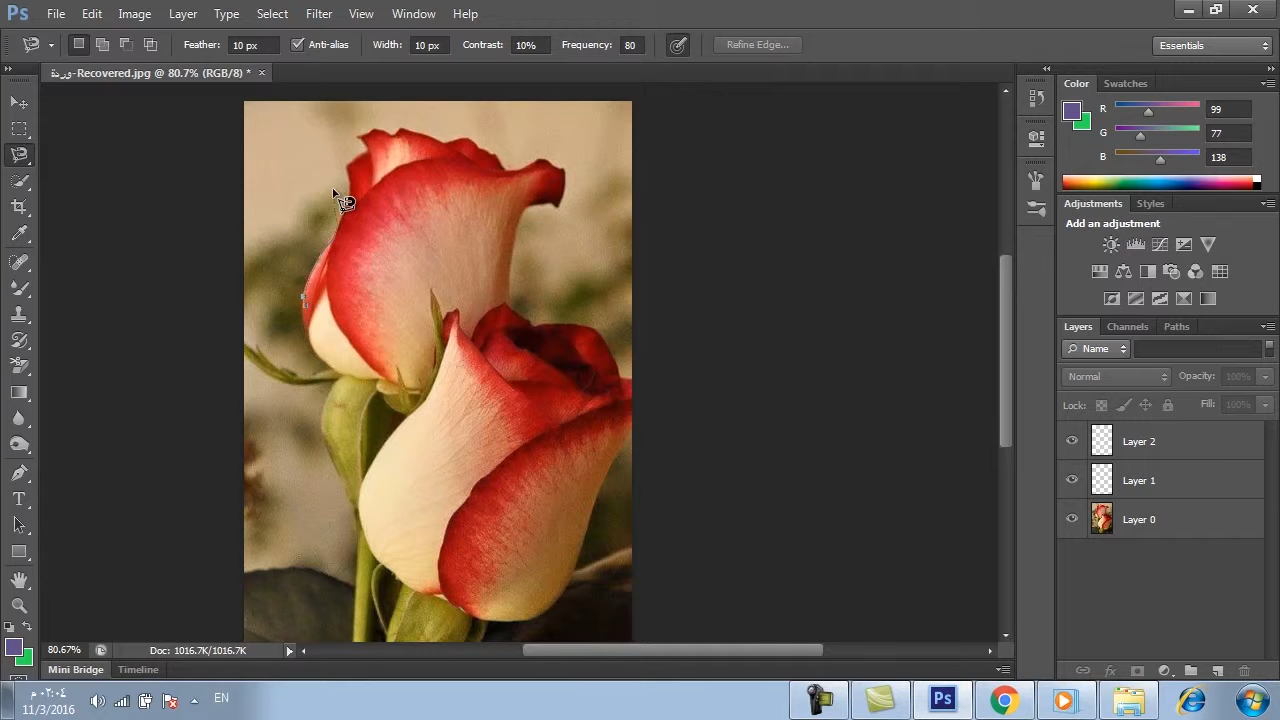 Ps File Edit Image Layer Type Select Filter View Window Help
Feather: 10 px Anti-alias Width: 10 px Contrast: 10% Frequency: 80 Refine Edge... Essentials
وردة-Recovered.jpg @ 80.7% (RGB/8) *
Color Swatches
R 99
G 77
B 138
Adjustments Styles
Add an adjustment
Layers Channels Paths
Name
Normal Opacity: 100%
Lock: Fill: 100%
Layer 2
Layer 1
Layer 0
80.67% Doc: 1016.7K/1016.7K
Mini Bridge Timeline
EN
11/3/2016
Ps